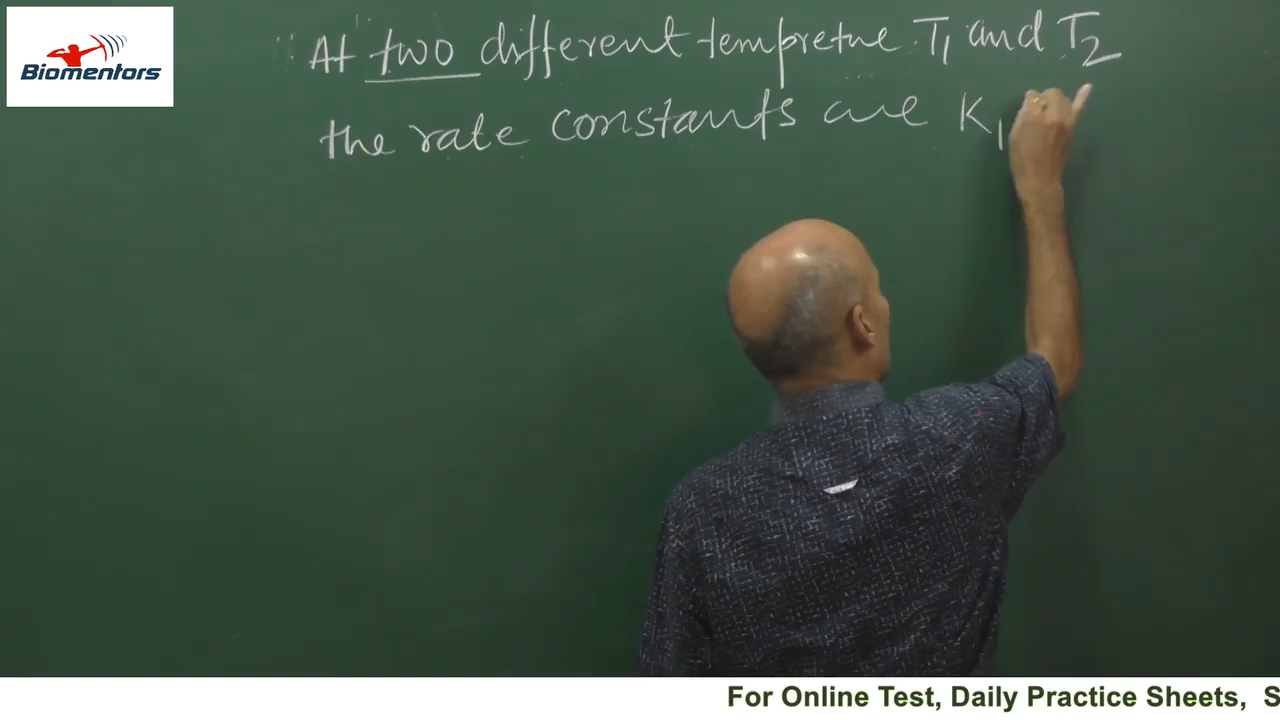 Biomentors
At two different tempretue T1 and T2
the rate constants are K1
For Online Test, Daily Practice Sheets, S